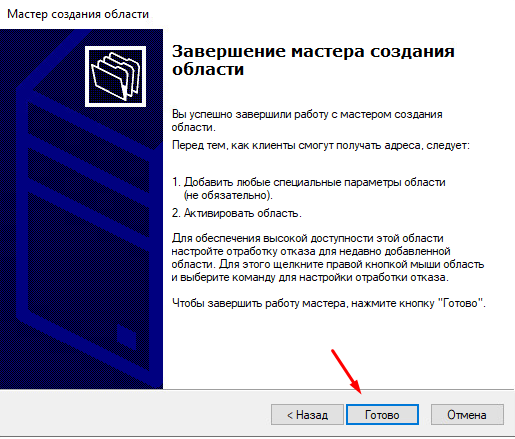 Мастер создания области
Завершение мастера создания
области
Вы успешно завершили работу с мастером создания
области.
Перед тем, как клиенты смогут получать адреса, следует:
1. Добавить любые специальные параметры области
(не обязательно).
2. Активировать область.
Для обеспечения высокой доступности этой области
настройте отработку отказа для недавно добавленной
области. Для этого щелкните правой кнопкой мыши область
и выберите команду для настройки отработки отказа.
Чтобы завершить работу мастера, нажмите кнопку "Готово".
< Назад
Готово
Отмена